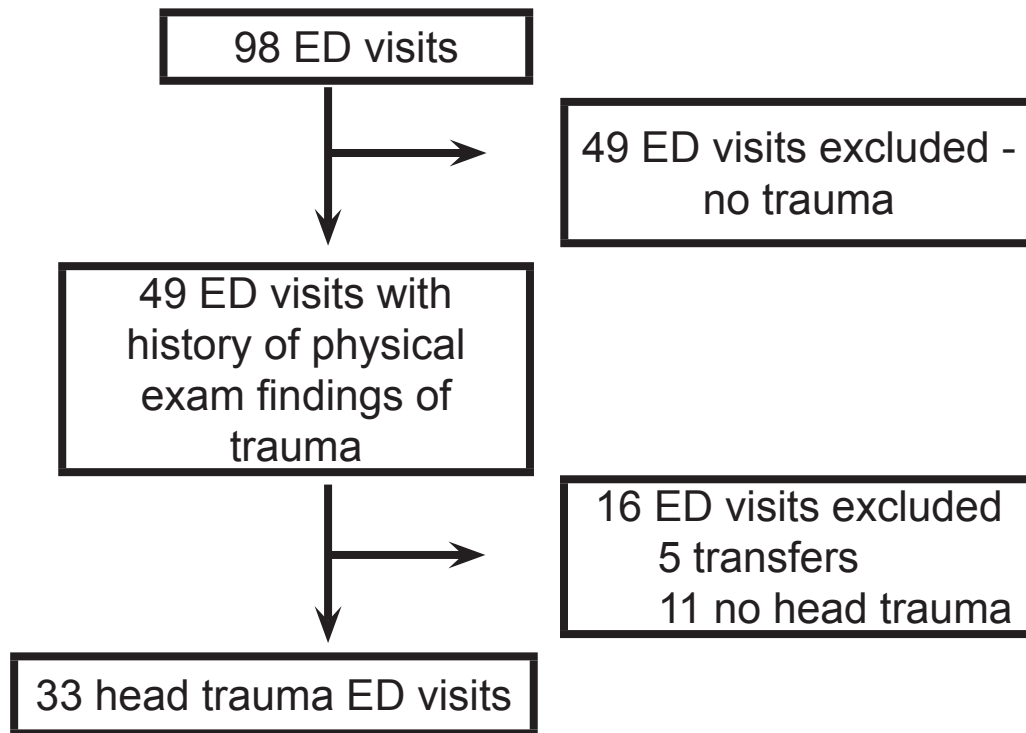 98 ED visits
49 ED visits excluded -
no trauma
49 ED visits with
history of physical
exam findings of
trauma
16 ED visits excluded
5 transfers
11 no head trauma
33 head trauma ED visits